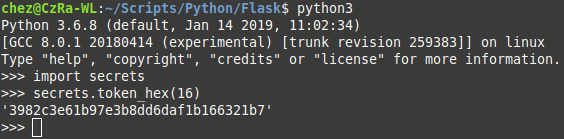 chez@CzRa-WL:~/Scripts/Python/Flask$ python3
Python 3.6.8 (default, Jan 14 2019, 11:02:34)
[GCC 8.0.1 20180414 (experimental) [trunk revision 259383]] on linux
Type "help", "copyright", "credits" or "license" for more information.
>>> import secrets
>>> secrets.token_hex(16)
'3982c3e61b97e3b8dd6daf1b166321b7'
>>>